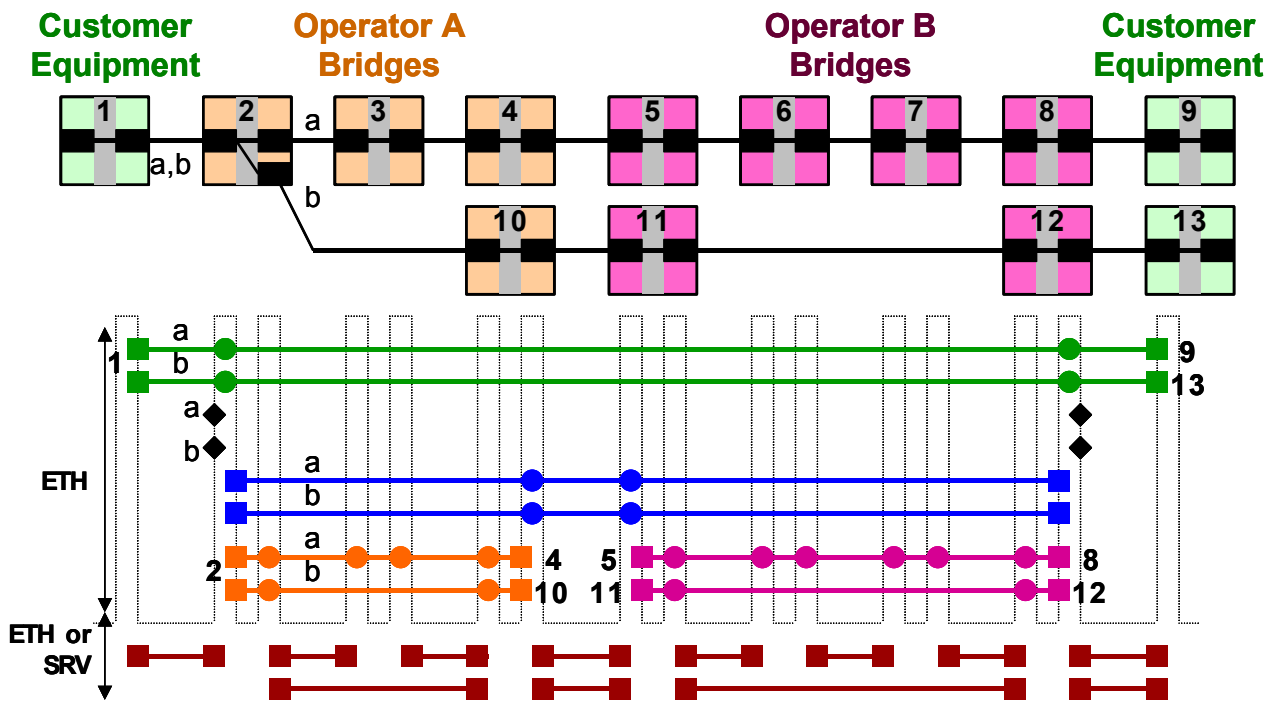 Customer
Equipment
Operator A
Bridges
Operator B
Bridges
Customer
Equipment
1
2
3
4
5
6
7
8
9
a
a,b
b
10
11
12
13
a
1
b
9
13
a
b
a
b
ETH
a
b
2
4
10
5
11
8
12
ETH or
SRV